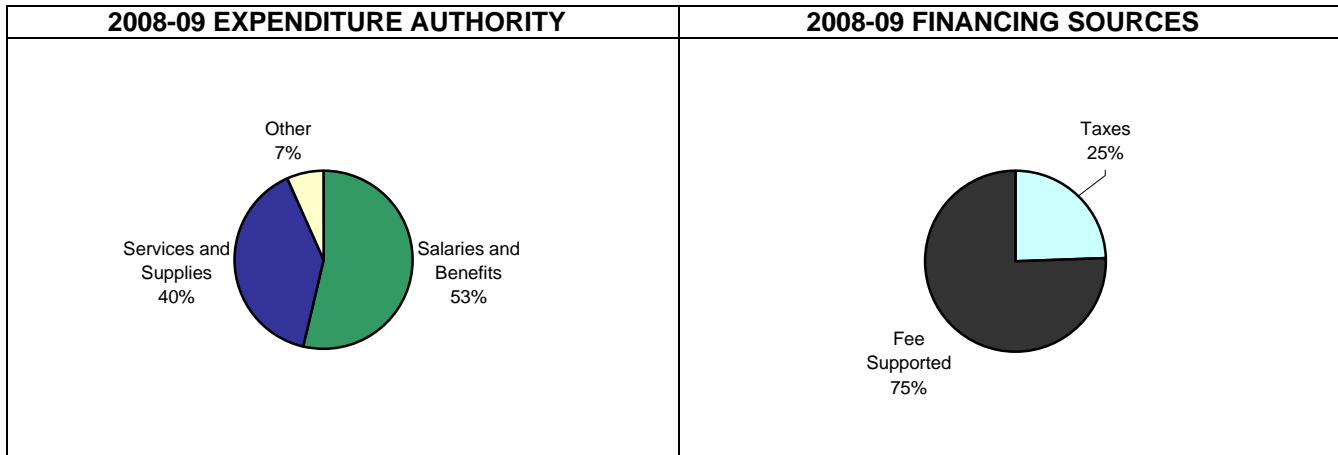 2008-09 EXPENDITURE AUTHORITY
Other
7%
Services and
Supplies
40%
Salaries and
Benefits
53%
2008-09 FINANCING SOURCES
Taxes
25%
Fee
Supported
75%